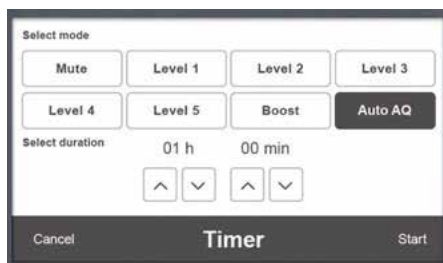 Select mode
Mute Level 1 Level 2 Level 3
Level 4 Level 5 Boost Auto AQ
Select duration 01 h 00 min
Cancel Timer Start